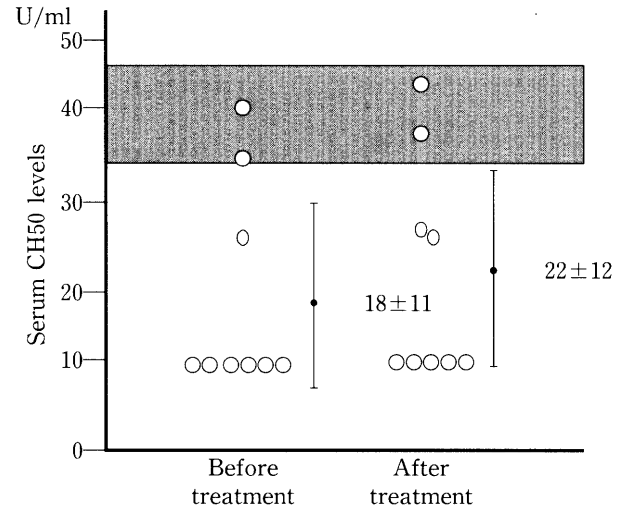 U/ml
50
40
30
20
10
0
Serum CH50 levels
18±11
22±12
Before
treatment
After
treatment